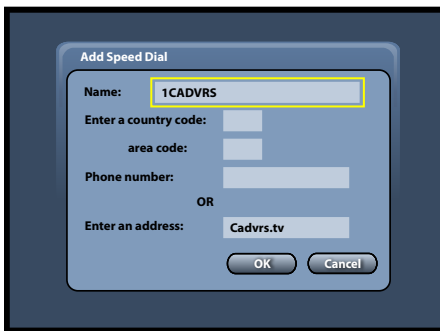 Add Speed Dial
Name: 1CADVRS
Enter a country code:
area code:
Phone number:
OR
Enter an address: Cadvrs.tv
OK Cancel